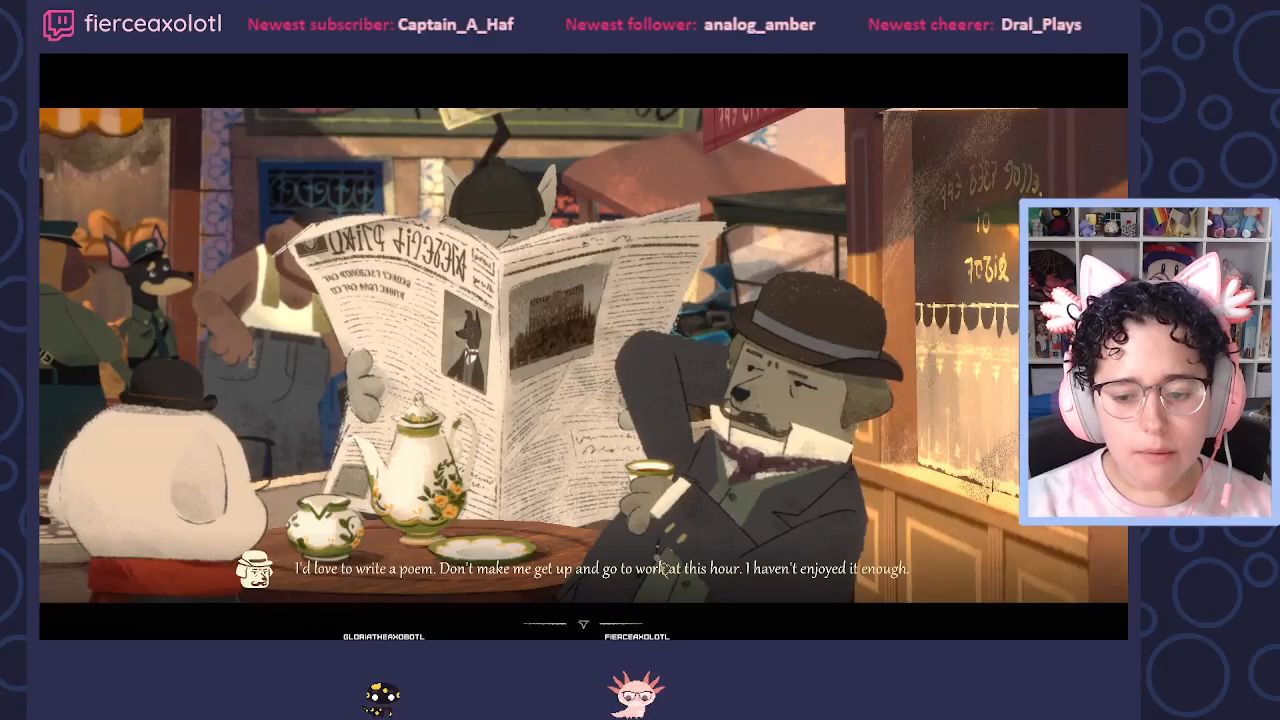 fierceaxolotl
Newest subscriber: Captain_A_Haf
Newest follower: analog_amber
Newest cheerer: Dral_Plays
I'd love to write a poem. Don't make me get up and go to work at this hour. I haven't enjoyed it enough.
GLORIATHEAXOBOTL
FIERCEAXOLOTL